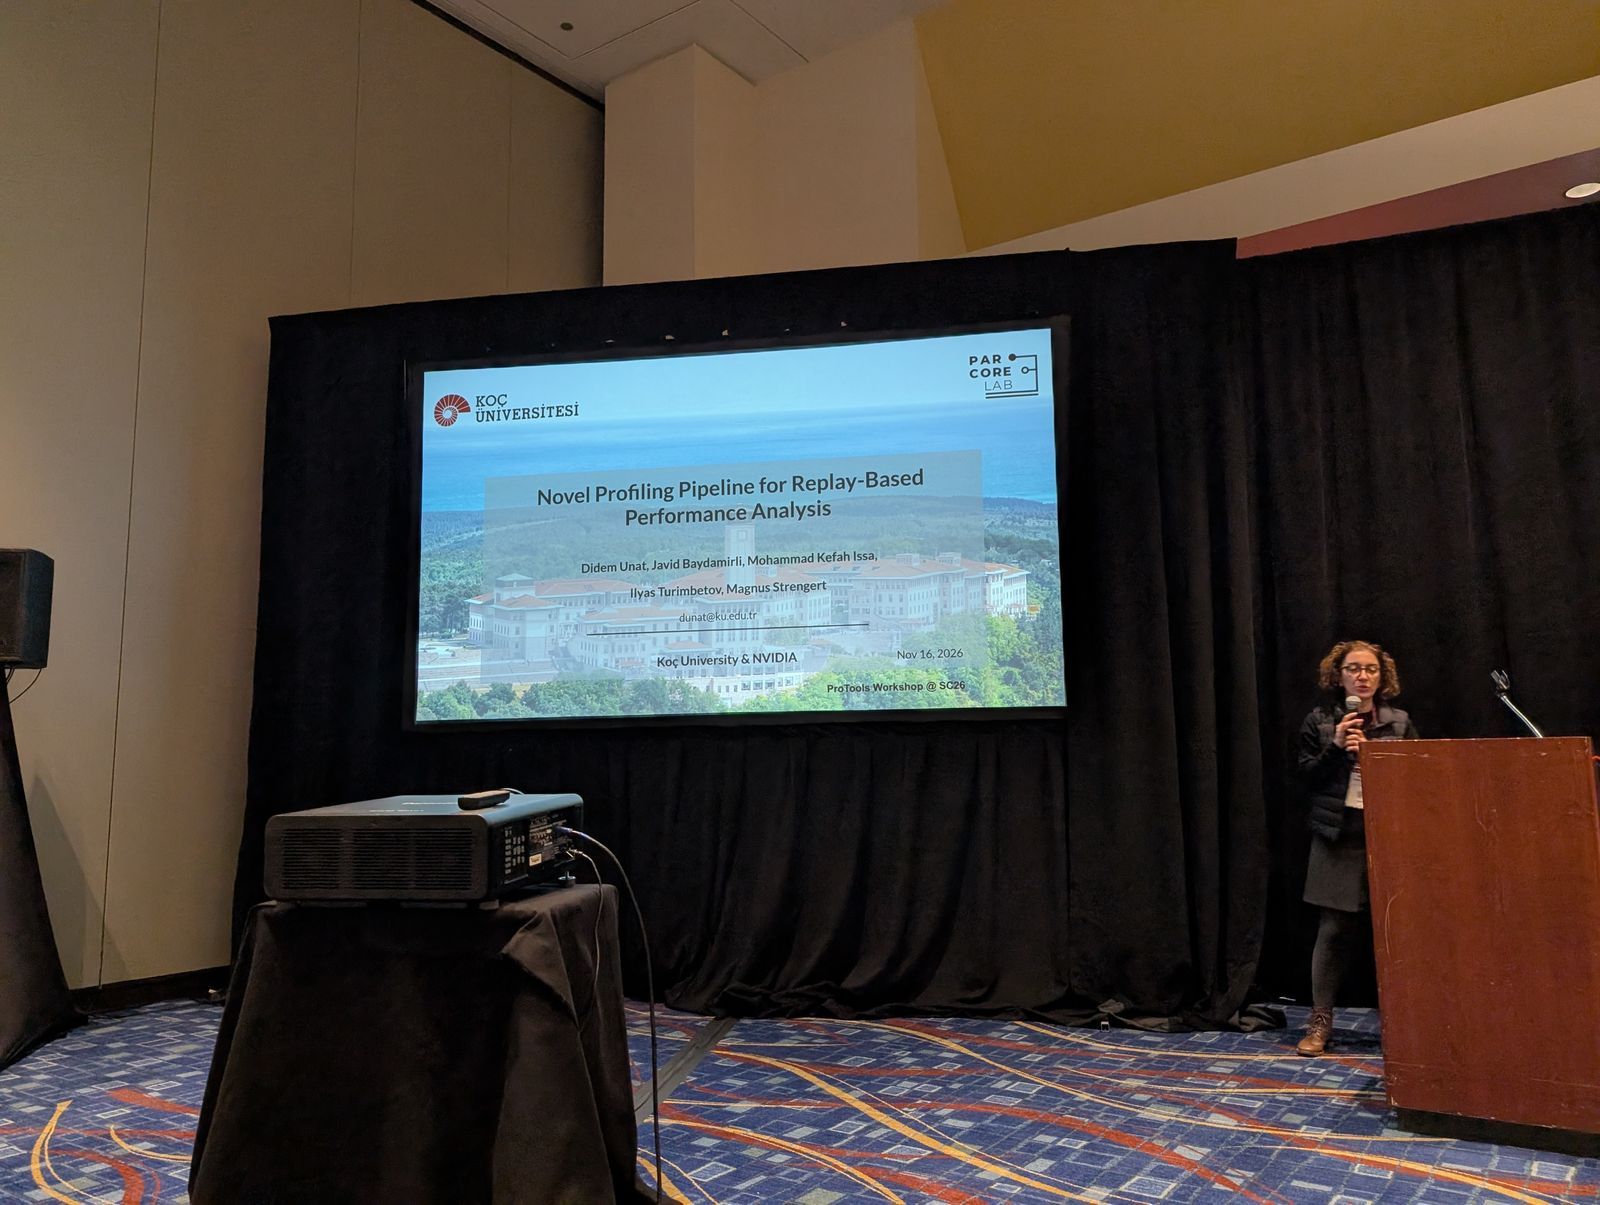 KOÇ
ÜNİVERSİTESİ
PAR
CORE
LAB
Novel Profiling Pipeline for Replay-Based
Performance Analysis
Didem Unat, Javid Baydamirli, Mohammad Kefah Issa,
Ilyas Turimbetov, Magnus Strengert
dunat@ku.edu.tr
Koç University & NVIDIA
Nov 16, 2026
ProTools Workshop @ SC26